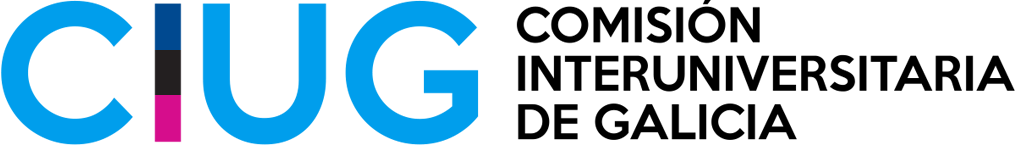 CIUG
COMISIÓN
INTERUNIVERSITARIA
DE GALICIA